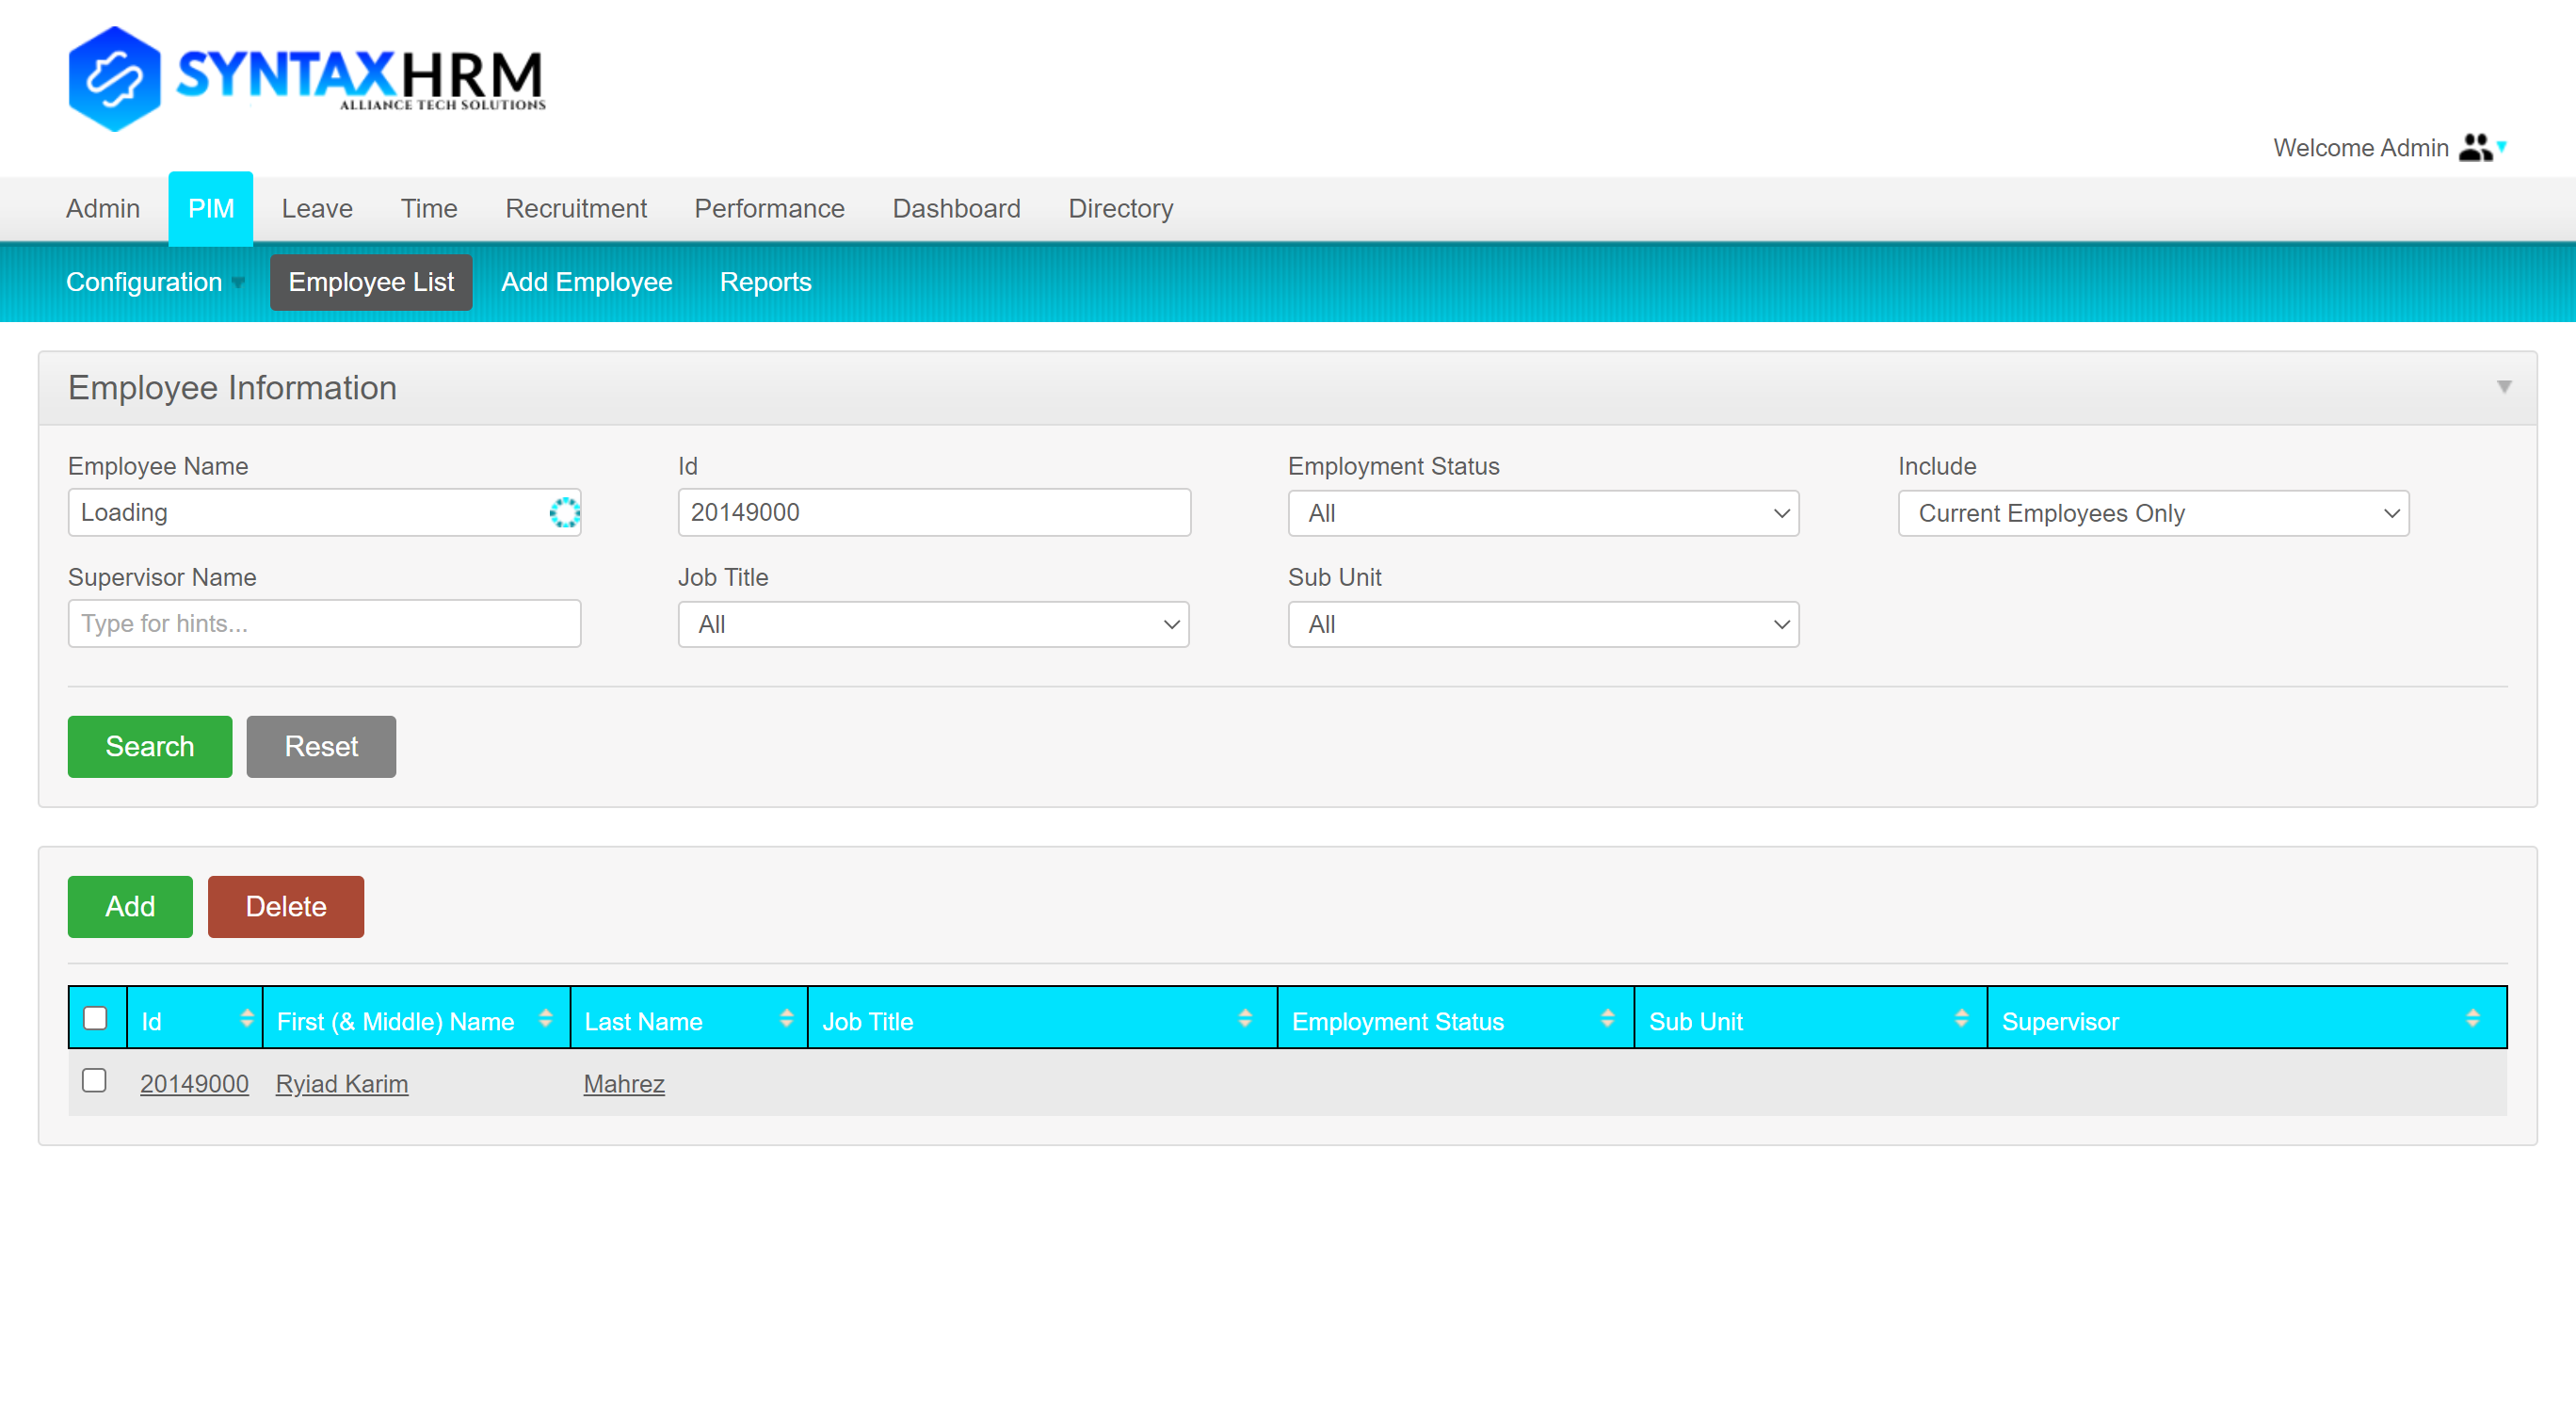 SYNTAXHRM
ALLIANCE TECH SOLUTIONS
Welcome Admin
Admin PIM Leave Time Recruitment Performance Dashboard Directory
Configuration Employee List Add Employee Reports
Employee Information
Employee Name Id Employment Status Include
Loading 20149000 All Current Employees Only
Supervisor Name Job Title Sub Unit
Type for hints... All All
Search Reset
Add Delete
Id First (& Middle) Name Last Name Job Title Employment Status Sub Unit Supervisor
20149000 Ryiad Karim Mahrez